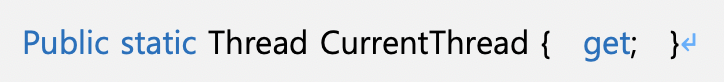 Public static Thread CurrentThread {   get;   }↵